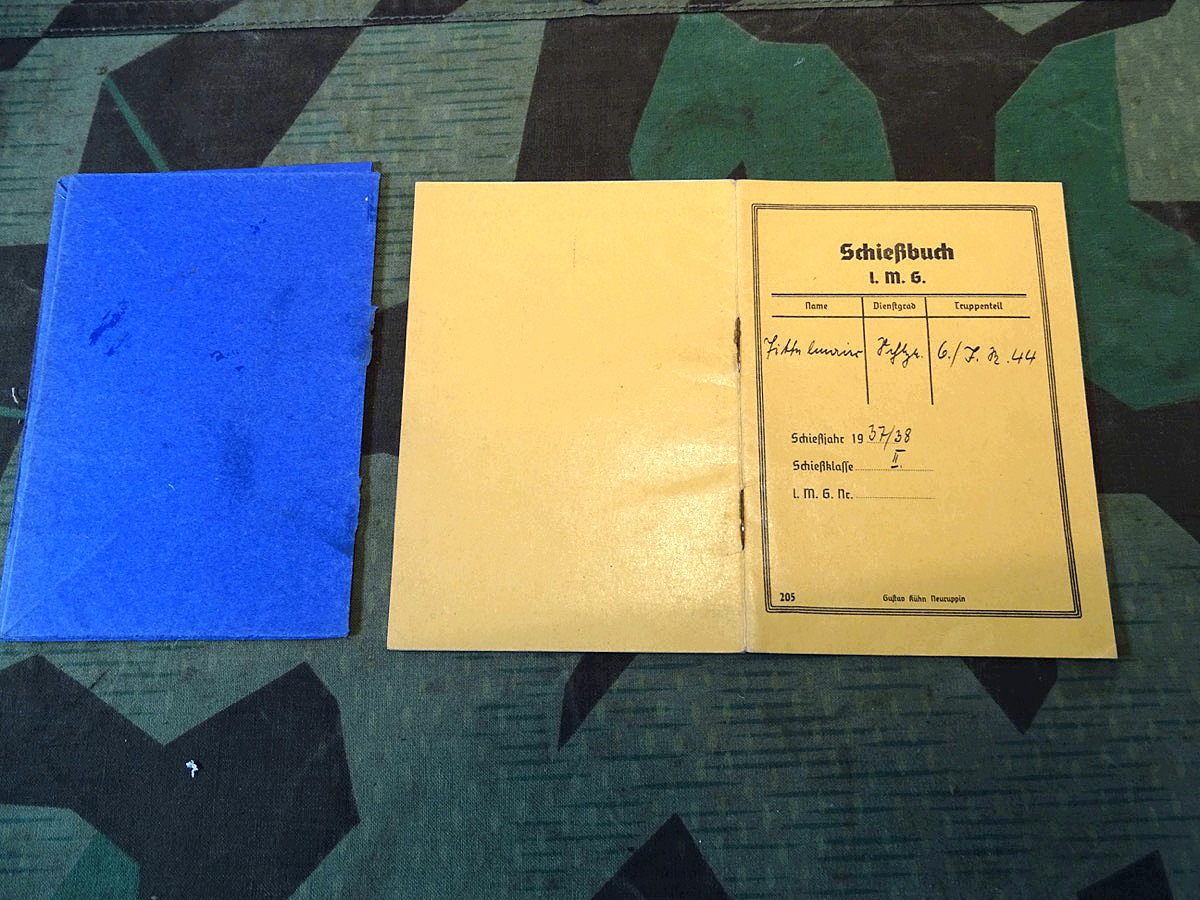 Schießbuch
l. M. G.
Name Dienstgrad Truppenteil
6./ J. R. 44
Schießjahr 1937/38
Schießklasse II.
l. M. G. Nr.
205 Gustav Kühn Neuruppin